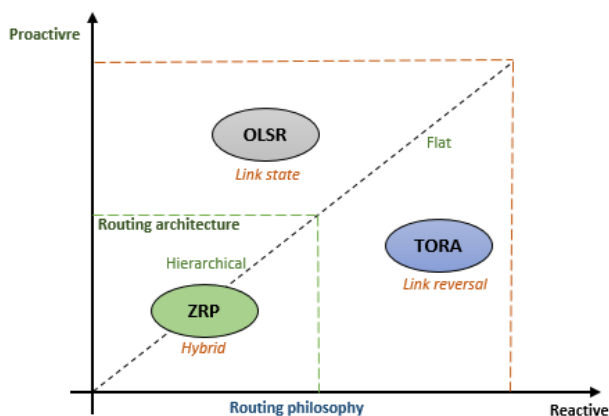 Proactivre
OLSR
Link state
Flat
Routing architecture
TORA
Hierarchical
Link reversal
ZRP
Hybrid
Routing philosophy
Reactive